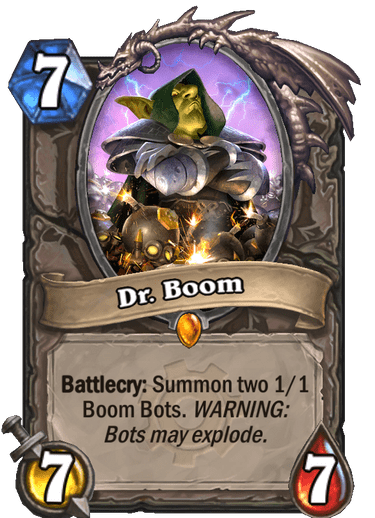 7
Dr. Boom
Battlecry: Summon two 1/1
Boom Bots. WARNING:
Bots may explode.
7
7